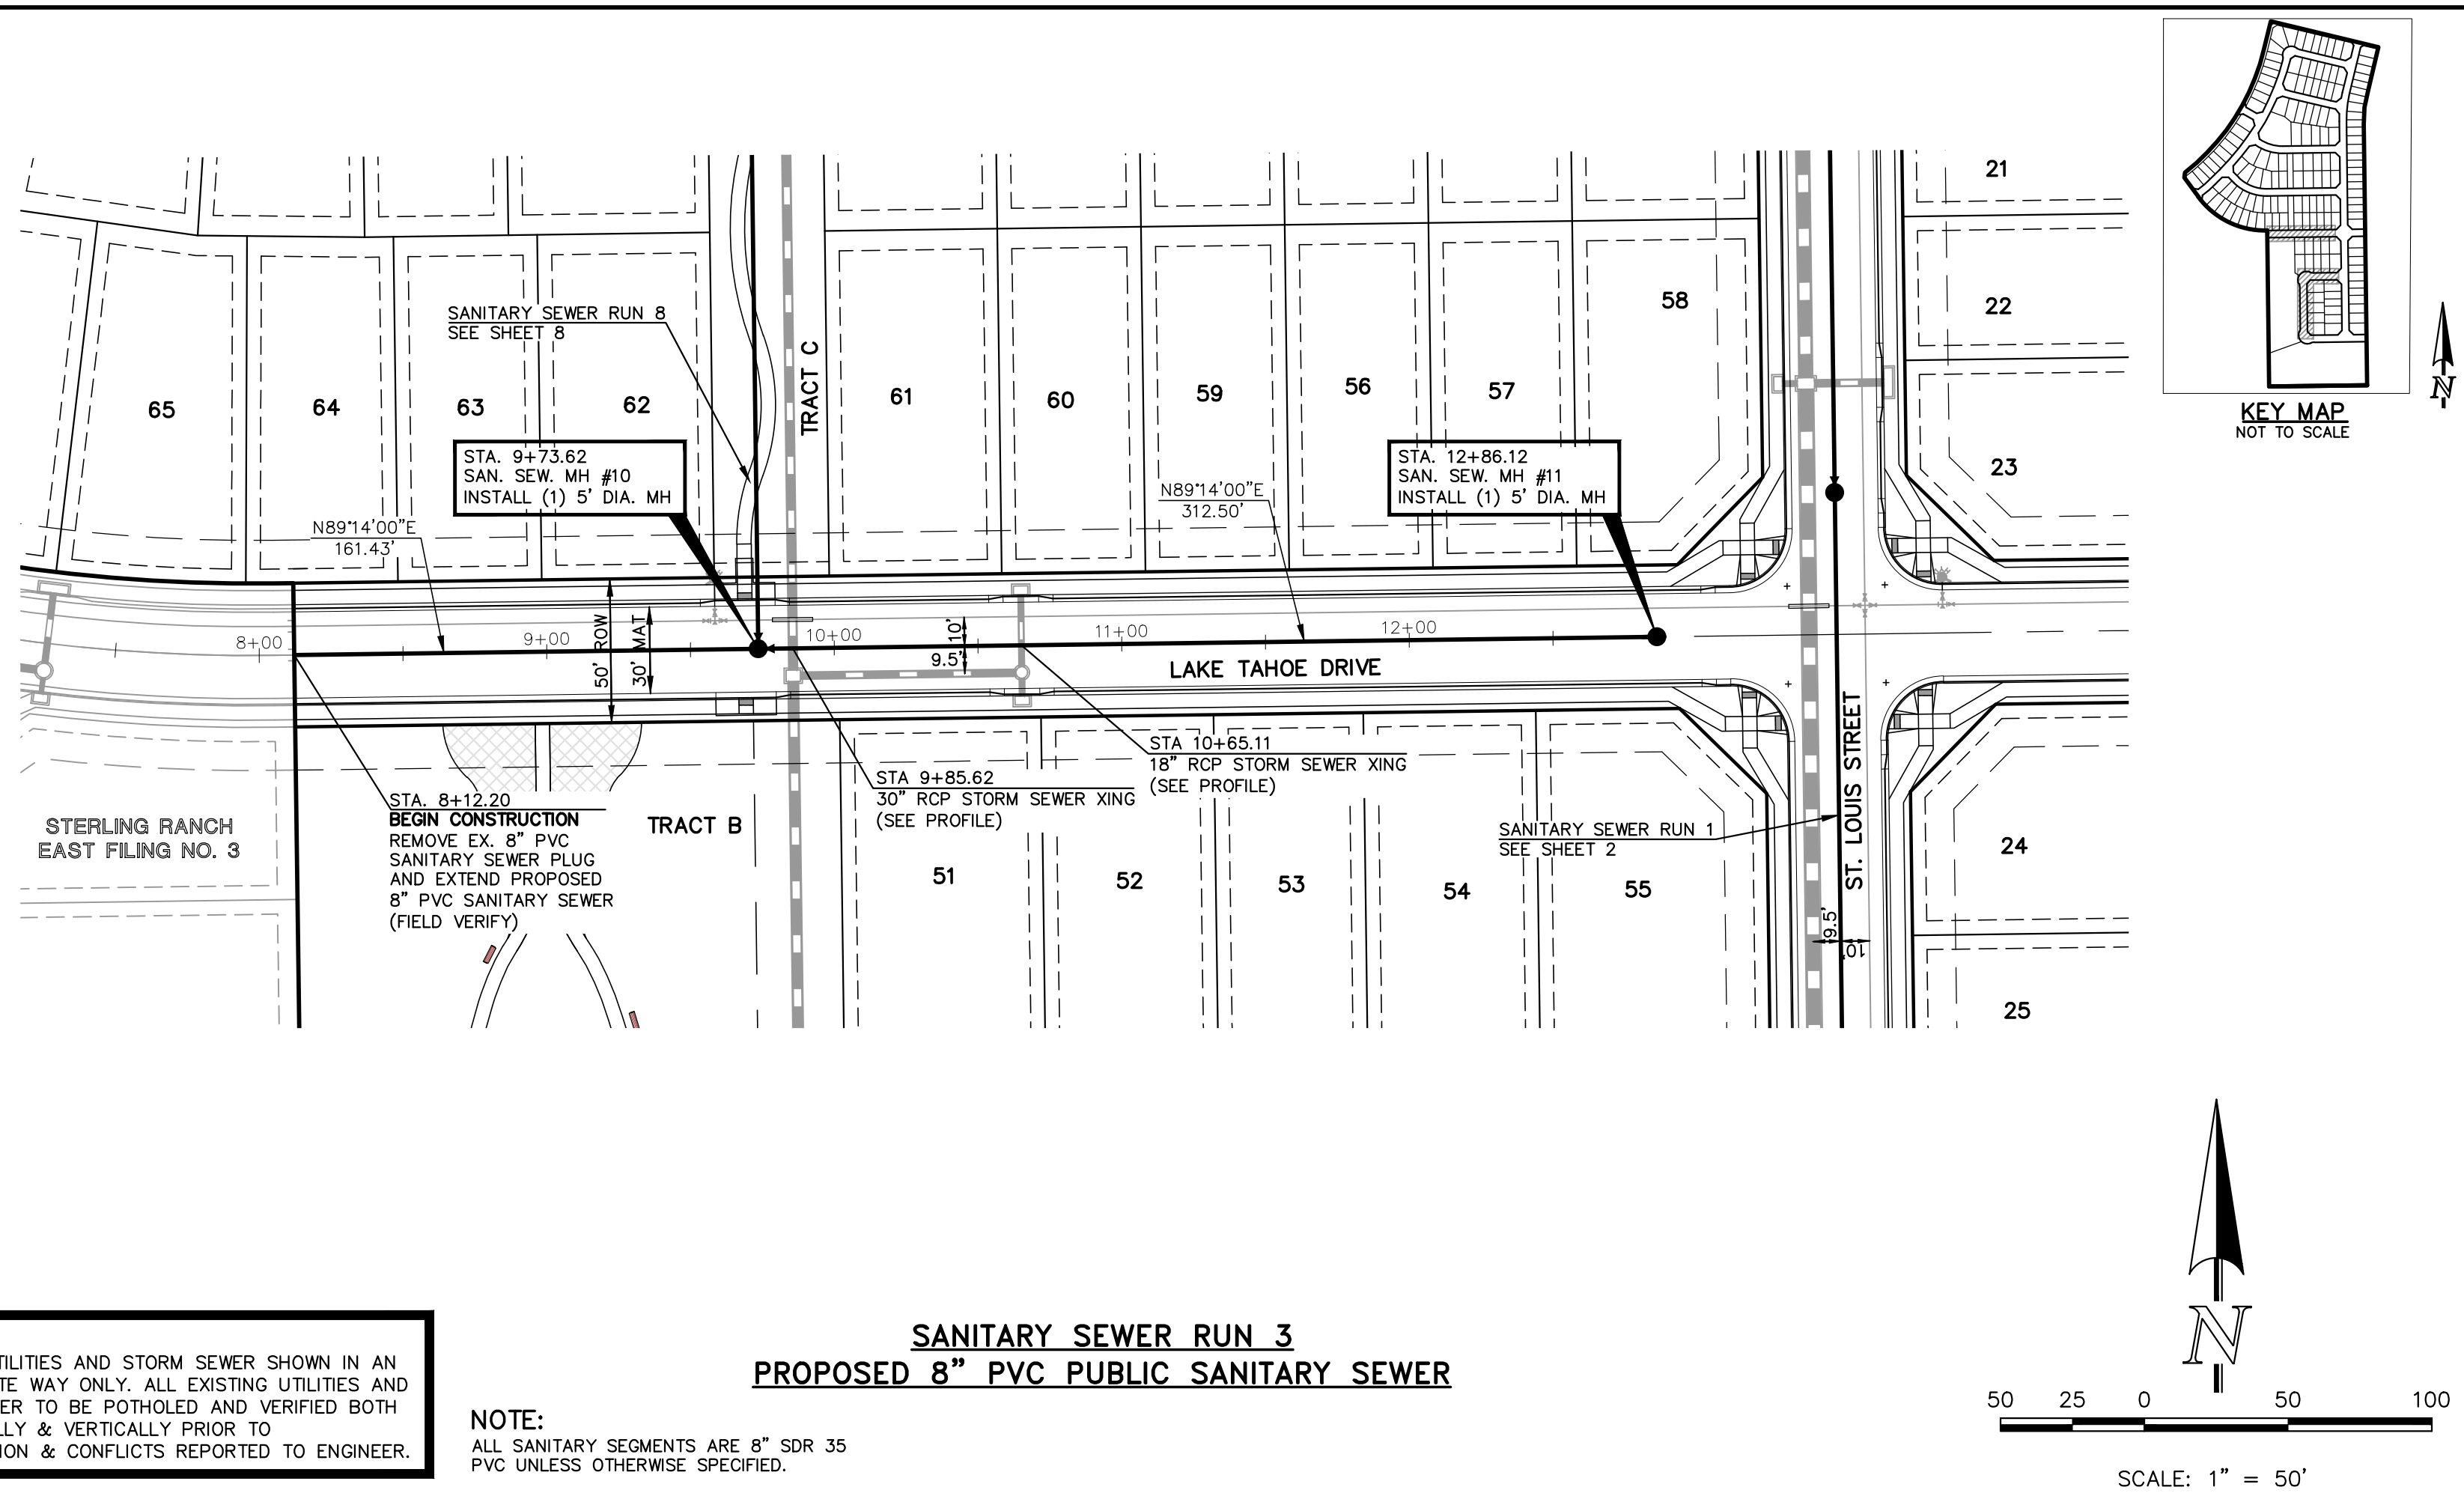 21
22
23
24
25
58
57
56
59
60
61
62
63
64
65
SANITARY SEWER RUN 8
SEE SHEET 8
TRACT C
STA. 9+73.62
SAN. SEW. MH #10
INSTALL (1) 5' DIA. MH
STA. 12+86.12
SAN. SEW. MH #11
INSTALL (1) 5' DIA. MH
N89°14'00"E
161.43'
N89°14'00"E
312.50'
8+00
9+00
10+00
11+00
12+00
50' ROW
30' MAT
10'
9.5'
LAKE TAHOE DRIVE
ST. LOUIS STREET
STA. 8+12.20
BEGIN CONSTRUCTION
REMOVE EX. 8" PVC
SANITARY SEWER PLUG
AND EXTEND PROPOSED
8" PVC SANITARY SEWER
(FIELD VERIFY)
STERLING RANCH
EAST FILING NO. 3
TRACT B
STA 9+85.62
30" RCP STORM SEWER XING
(SEE PROFILE)
STA 10+65.11
18" RCP STORM SEWER XING
(SEE PROFILE)
SANITARY SEWER RUN 1
SEE SHEET 2
51
52
53
54
55
9.5'
10'
KEY MAP
NOT TO SCALE
N
TILITIES AND STORM SEWER SHOWN IN AN
TE WAY ONLY. ALL EXISTING UTILITIES AND
ER TO BE POTHOLED AND VERIFIED BOTH
LLY & VERTICALLY PRIOR TO
ION & CONFLICTS REPORTED TO ENGINEER.
SANITARY SEWER RUN 3
PROPOSED 8" PVC PUBLIC SANITARY SEWER
NOTE:
ALL SANITARY SEGMENTS ARE 8" SDR 35
PVC UNLESS OTHERWISE SPECIFIED.
N
50 25 0 50 100
SCALE: 1" = 50'